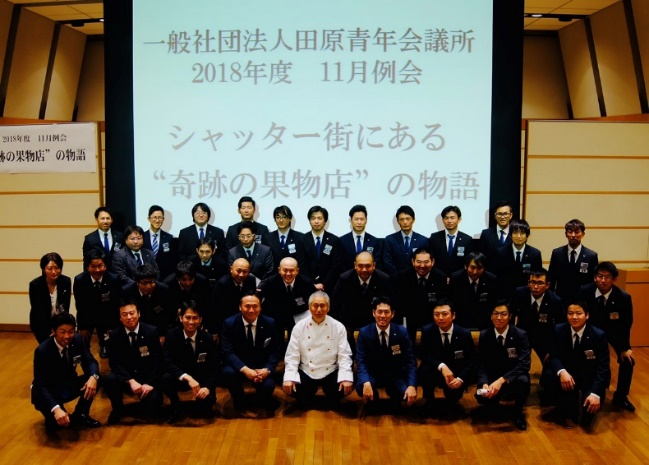 一般社団法人田原青年会議所
2018年度　11月例会
シャッター街にある
“奇跡の果物店”の物語
2018年度　11月例会
跡の果物店”の物語